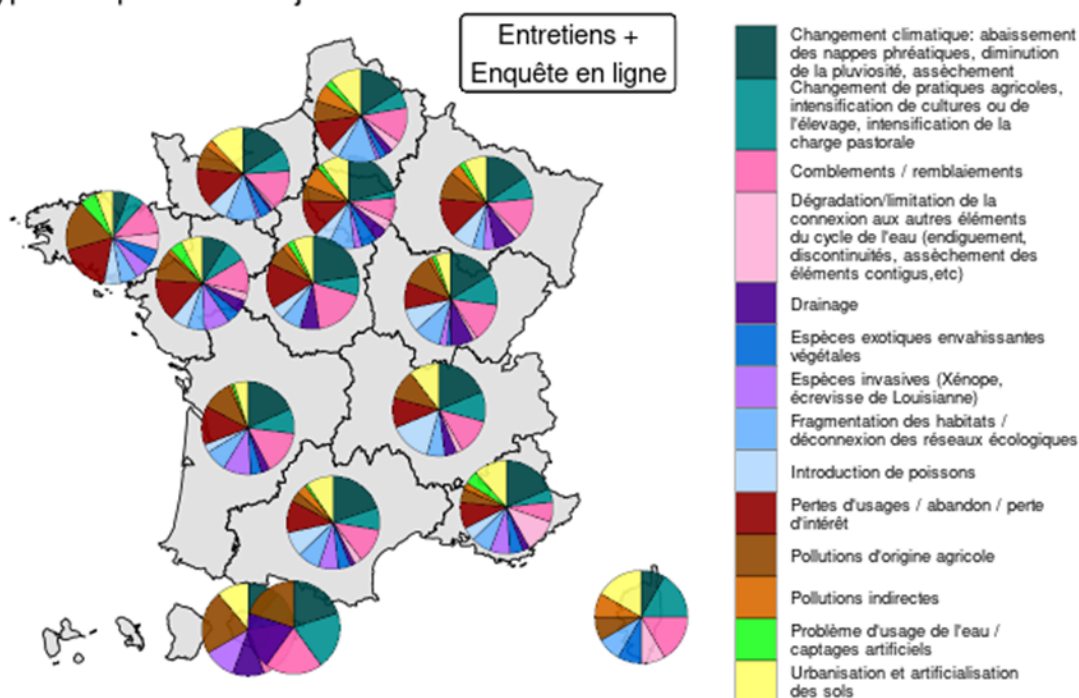 Entretiens +
Enquête en ligne
Changement climatique: abaissement
des nappes phréatiques, diminution
de la pluviosité, assèchement
Changement de pratiques agricoles,
intensification de cultures ou de
l'élevage, intensification de la
charge pastorale
Comblements / remblaiements
Dégradation/limitation de la
connexion aux autres éléments
du cycle de l'eau (endiguement,
discontinuités, assèchement des
éléments contigus,etc)
Drainage
Espèces exotiques envahissantes
végétales
Espèces invasives (Xénope,
écrevisse de Louisianne)
Fragmentation des habitats /
déconnexion des réseaux écologiques
Introduction de poissons
Pertes d'usages / abandon / perte
d'intérêt
Pollutions d'origine agricole
Pollutions indirectes
Problème d'usage de l'eau /
captages artificiels
Urbanisation et artificialisation
des sols